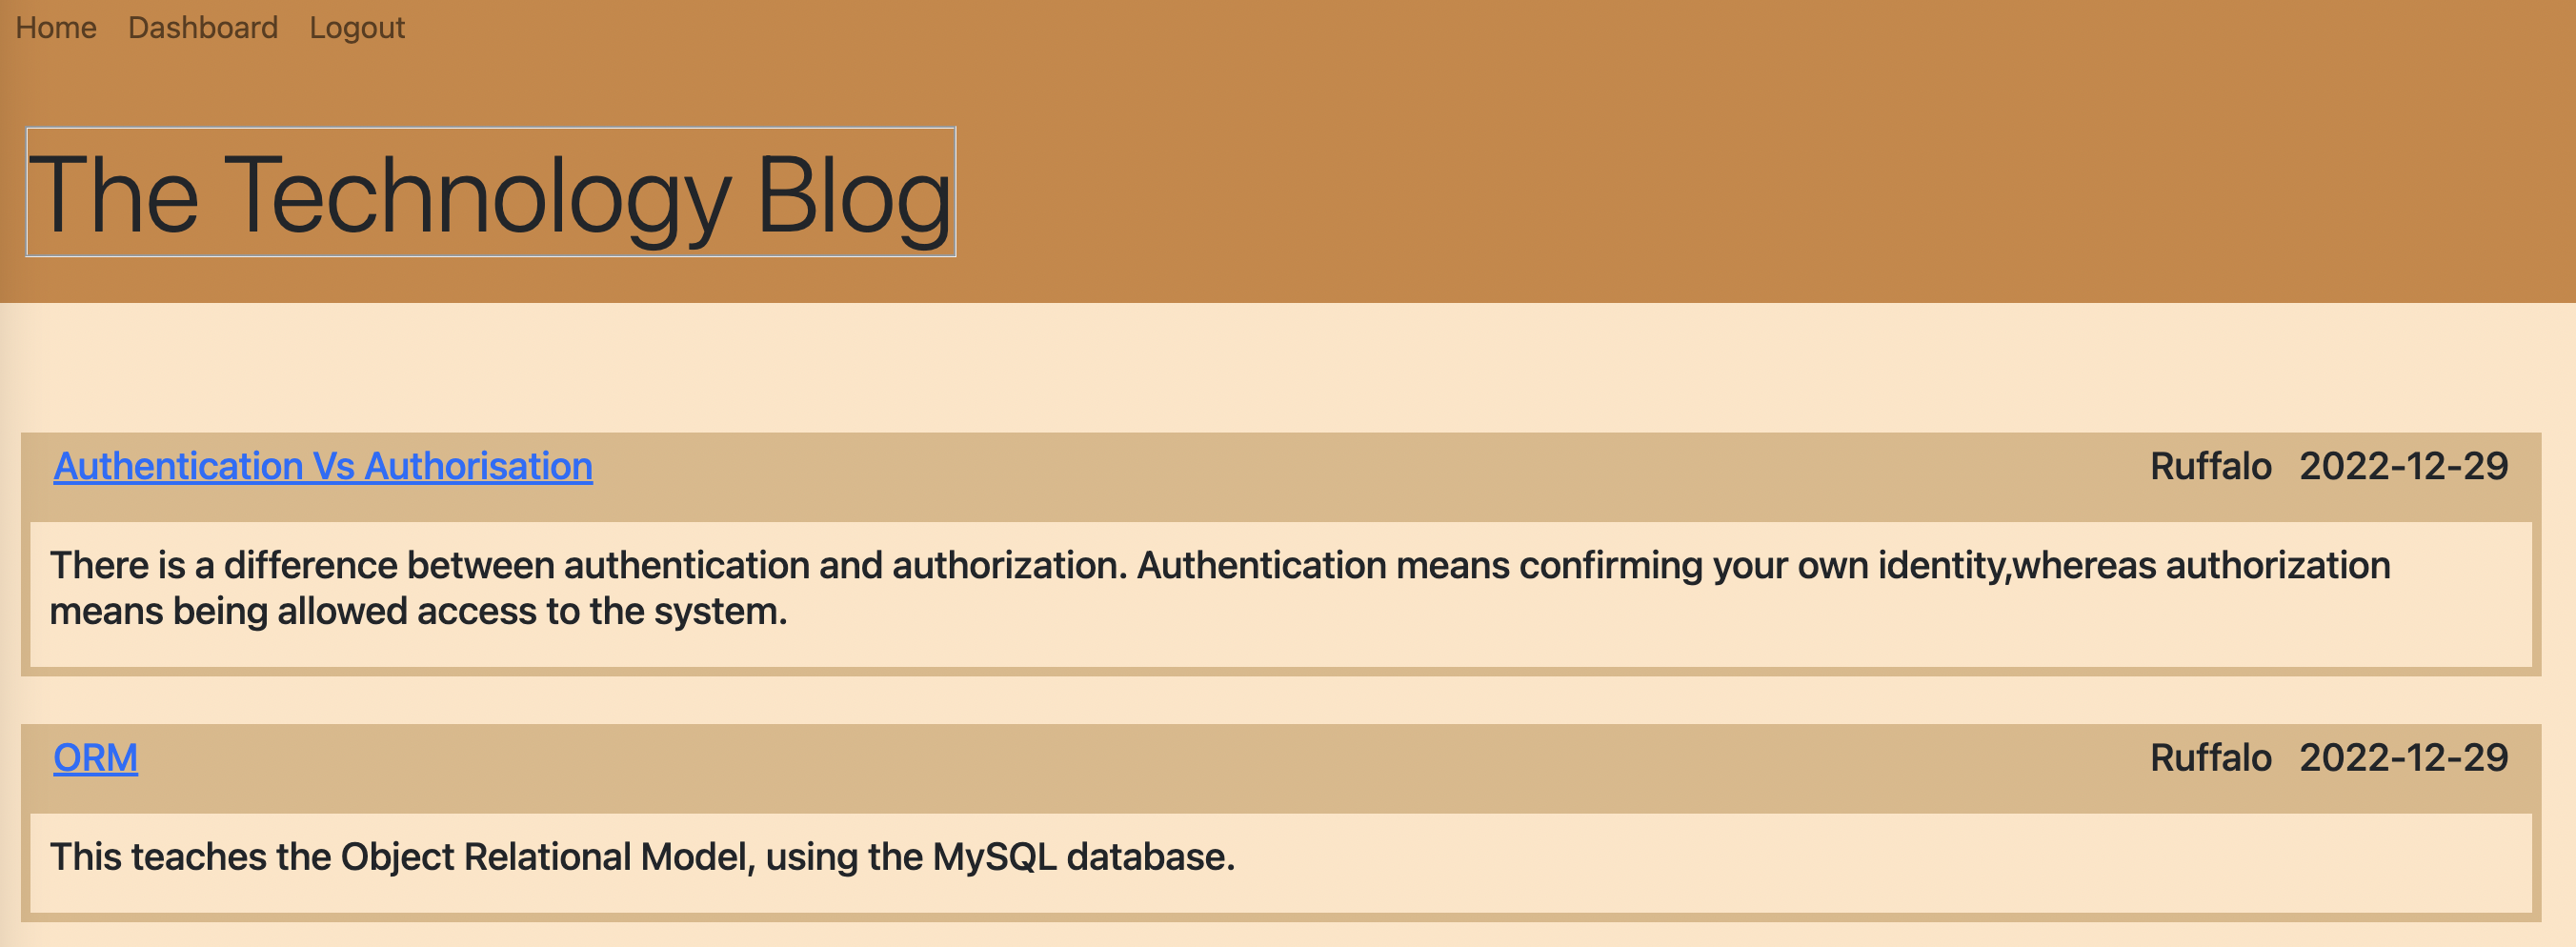 Home Dashboard Logout
The Technology Blog
Authentication Vs Authorisation Ruffalo 2022-12-29
There is a difference between authentication and authorization. Authentication means confirming your own identity,whereas authorization
means being allowed access to the system.
ORM Ruffalo 2022-12-29
This teaches the Object Relational Model, using the MySQL database.